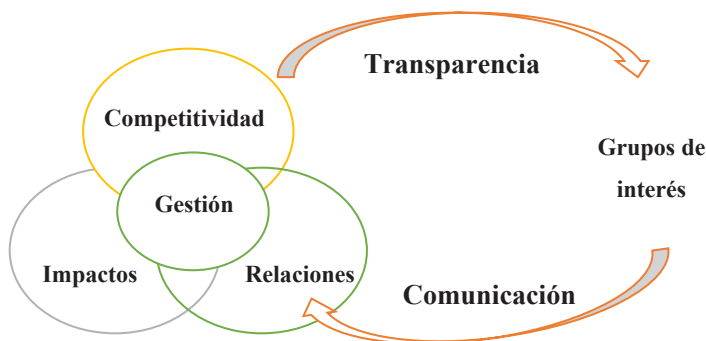 Transparencia
Competitividad
Grupos de
interés
Gestión
Impactos
Relaciones
Comunicación